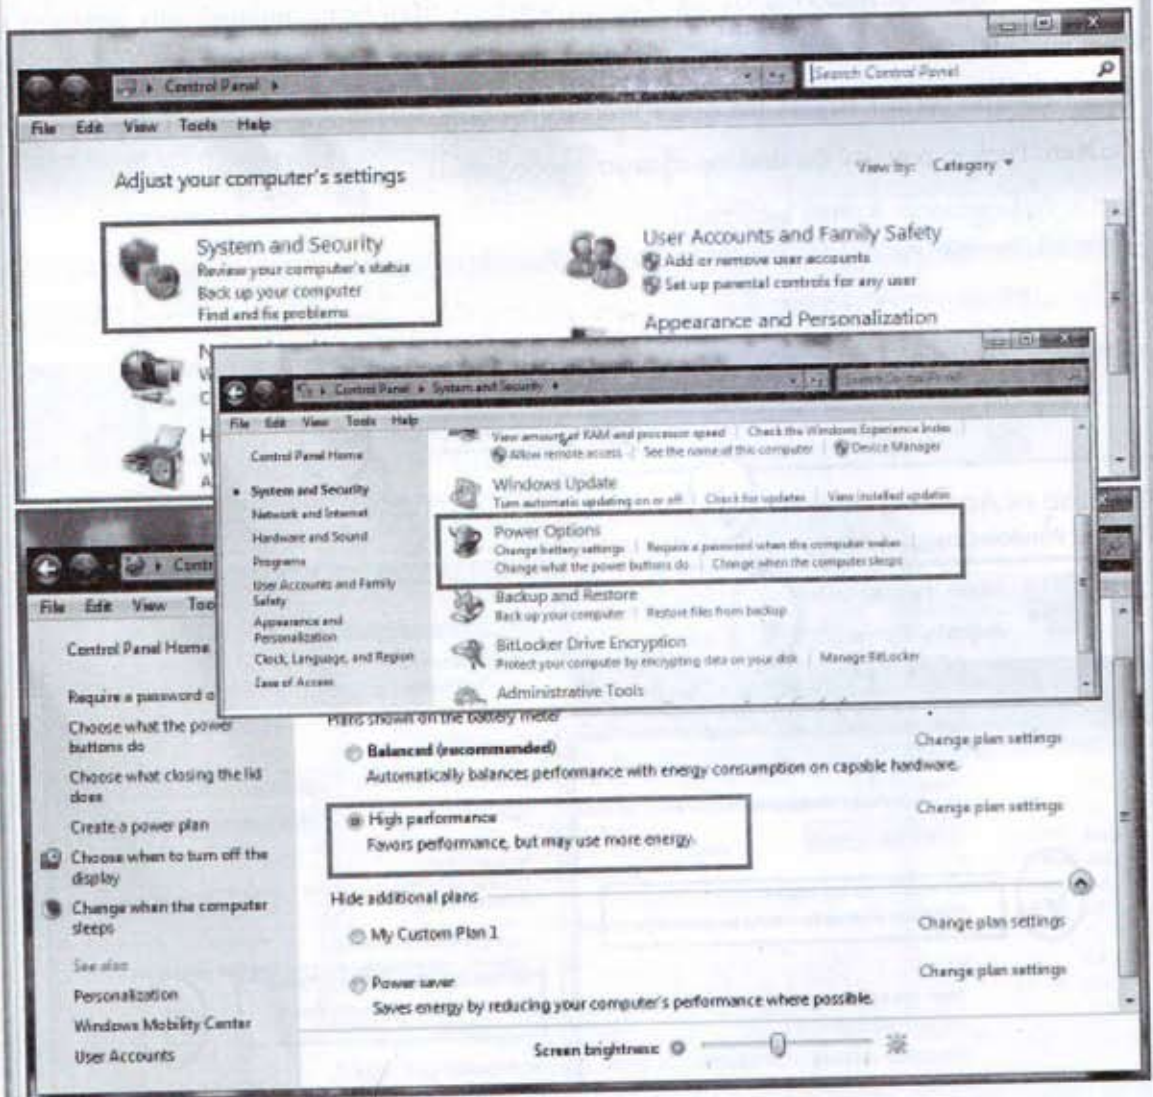 Control Panel
Search Control Panel
File Edit View Tools Help
Adjust your computer's settings
View by: Category
System and Security
Review your computer's status
Back up your computer
Find and fix problems
User Accounts and Family Safety
Add or remove user accounts
Set up parental controls for any user
Appearance and Personalization
N
V
C
H
V
A
Control Panel System and Security
File Edit View Tools Help
Control Panel Home
System and Security
Network and Internet
Hardware and Sound
Programs
User Accounts and Family
Safety
Appearance and
Personalization
Clock, Language, and Region
Ease of Access
View amount of RAM and processor speed Check the Windows Experience Index
Allow remote access See the name of this computer Device Manager
Windows Update
Turn automatic updating on or off Check for updates View installed updates
Power Options
Change battery settings Require a password when the computer wakes
Change what the power buttons do Change when the computer sleeps
Backup and Restore
Back up your computer Restore files from backup
BitLocker Drive Encryption
Protect your computer by encrypting data on your disk Manage BitLocker
Administrative Tools
Contr
File Edit View Too
Control Panel Home
Require a password o
Choose what the power
buttons do
Choose what closing the lid
does
Create a power plan
Choose when to turn off the
display
Change when the computer
sleeps
See also
Personalization
Windows Mobility Center
User Accounts
Plans shown on the battery meter
Balanced (recommended) Change plan settings
Automatically balances performance with energy consumption on capable hardware.
High performance Change plan settings
Favors performance, but may use more energy.
Hide additional plans
My Custom Plan 1 Change plan settings
Power saver Change plan settings
Saves energy by reducing your computer's performance where possible.
Screen brightness: